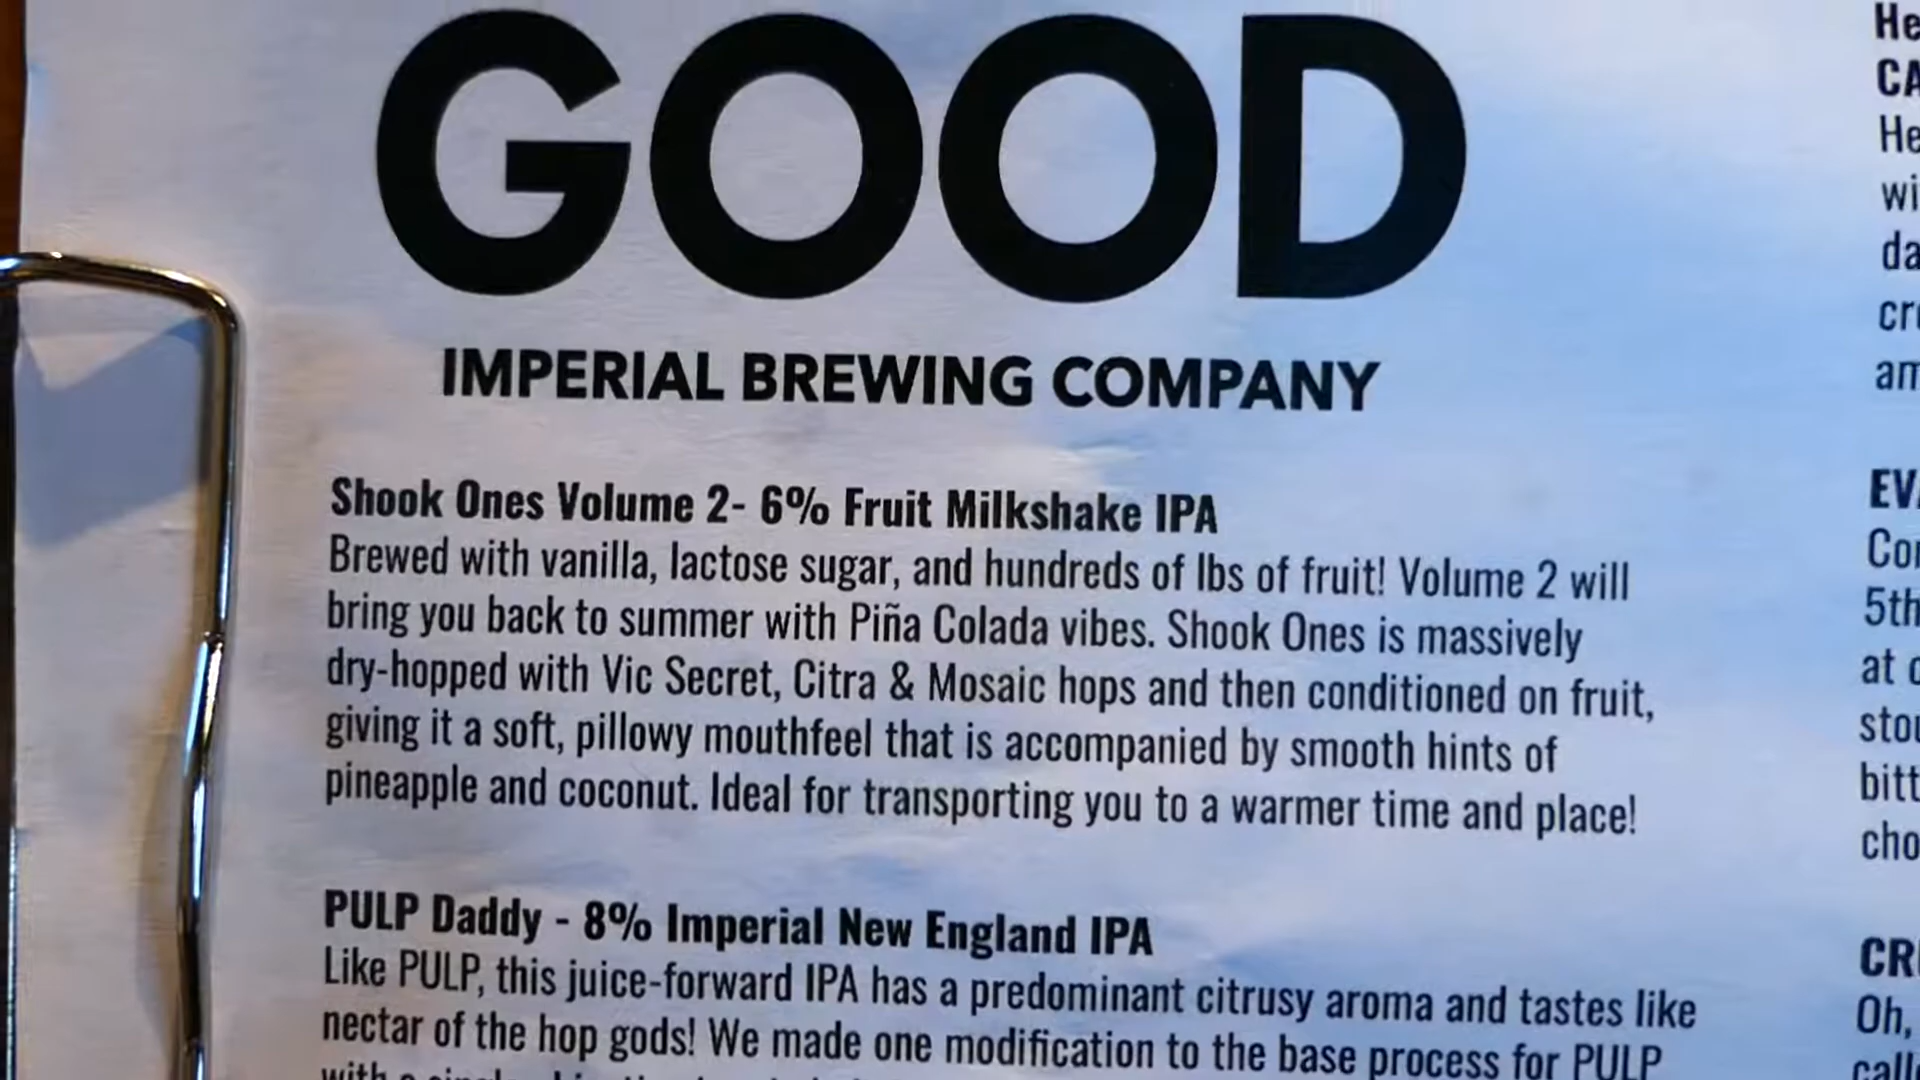 GOOD
IMPERIAL BREWING COMPANY
Shook Ones Volume 2- 6% Fruit Milkshake IPA
Brewed with vanilla, lactose sugar, and hundreds of lbs of fruit! Volume 2 will
bring you back to summer with Piña Colada vibes. Shook Ones is massively
dry-hopped with Vic Secret, Citra & Mosaic hops and then conditioned on fruit,
giving it a soft, pillowy mouthfeel that is accompanied by smooth hints of
pineapple and coconut. Ideal for transporting you to a warmer time and place!
PULP Daddy - 8% Imperial New England IPA
Like PULP, this juice-forward IPA has a predominant citrusy aroma and tastes like
nectar of the hop gods! We made one modification to the base process for PULP
5th
Oh,